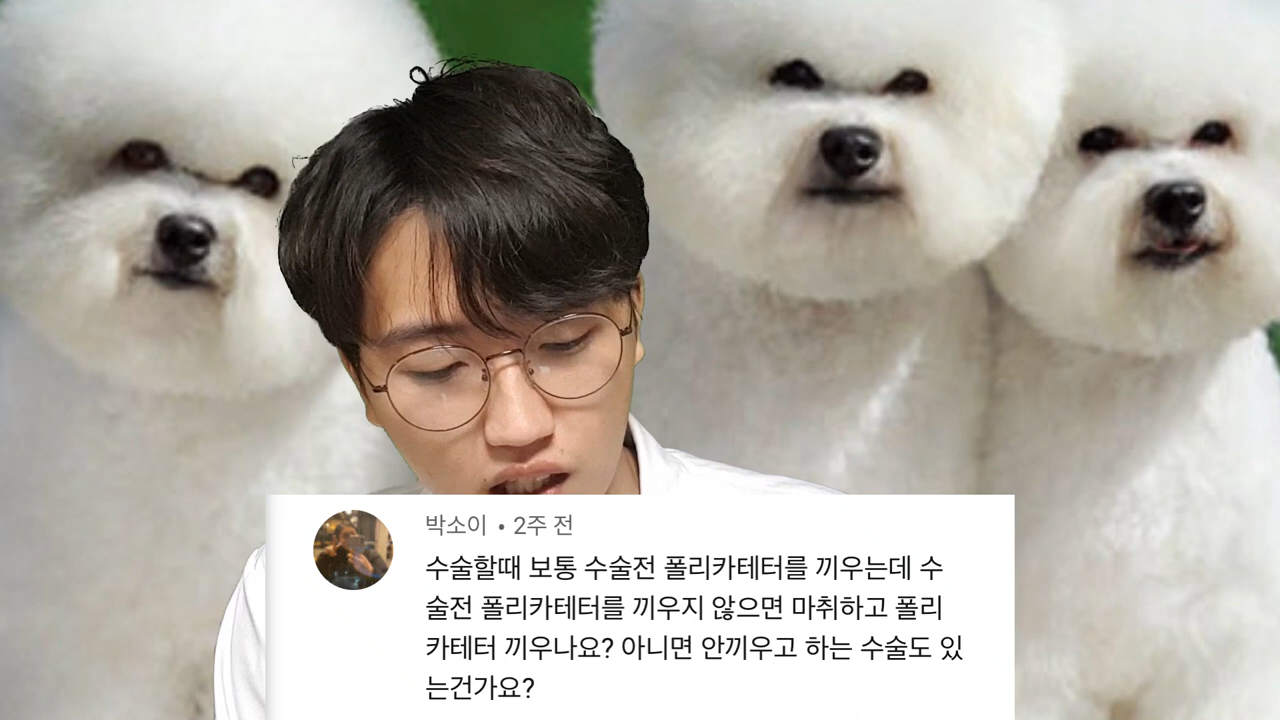 박소이 • 2주 전
수술할때 보통 수술전 폴리카테터를 끼우는데 수
술전 폴리카테터를 끼우지 않으면 마취하고 폴리
카테터 끼우나요? 아니면 안끼우고 하는 수술도 있
는건가요?